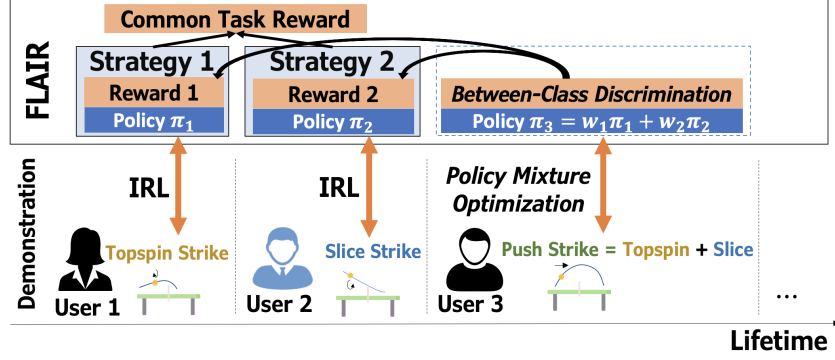 Common Task Reward
FLAIR
Strategy 1
Reward 1
Policy π₁
Strategy 2
Reward 2
Policy π₂
Between-Class Discrimination
Policy π₃ = w₁π₁ + w₂π₂
Demonstration
IRL
IRL
Policy Mixture
Optimization
Topspin Strike
User 1
Slice Strike
User 2
Push Strike = Topspin + Slice
User 3
...
Lifetime